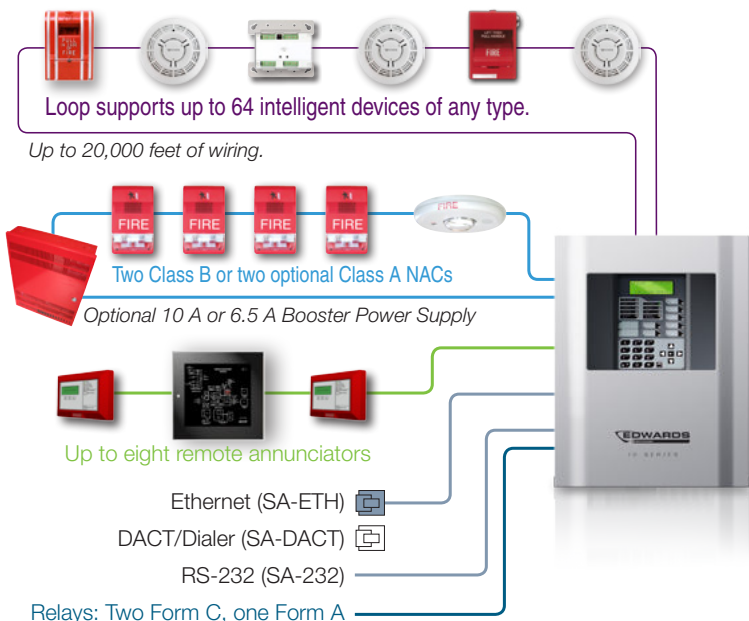 FIRE
FIRE
Loop supports up to 64 intelligent devices of any type.
Up to 20,000 feet of wiring.
FIRE
FIRE
FIRE
FIRE
FIRE
Two Class B or two optional Class A NACs
Optional 10 A or 6.5 A Booster Power Supply
Up to eight remote annunciators
EDWARDS
Ethernet (SA-ETH)
DACT/Dialer (SA-DACT)
RS-232 (SA-232)
Relays: Two Form C, one Form A